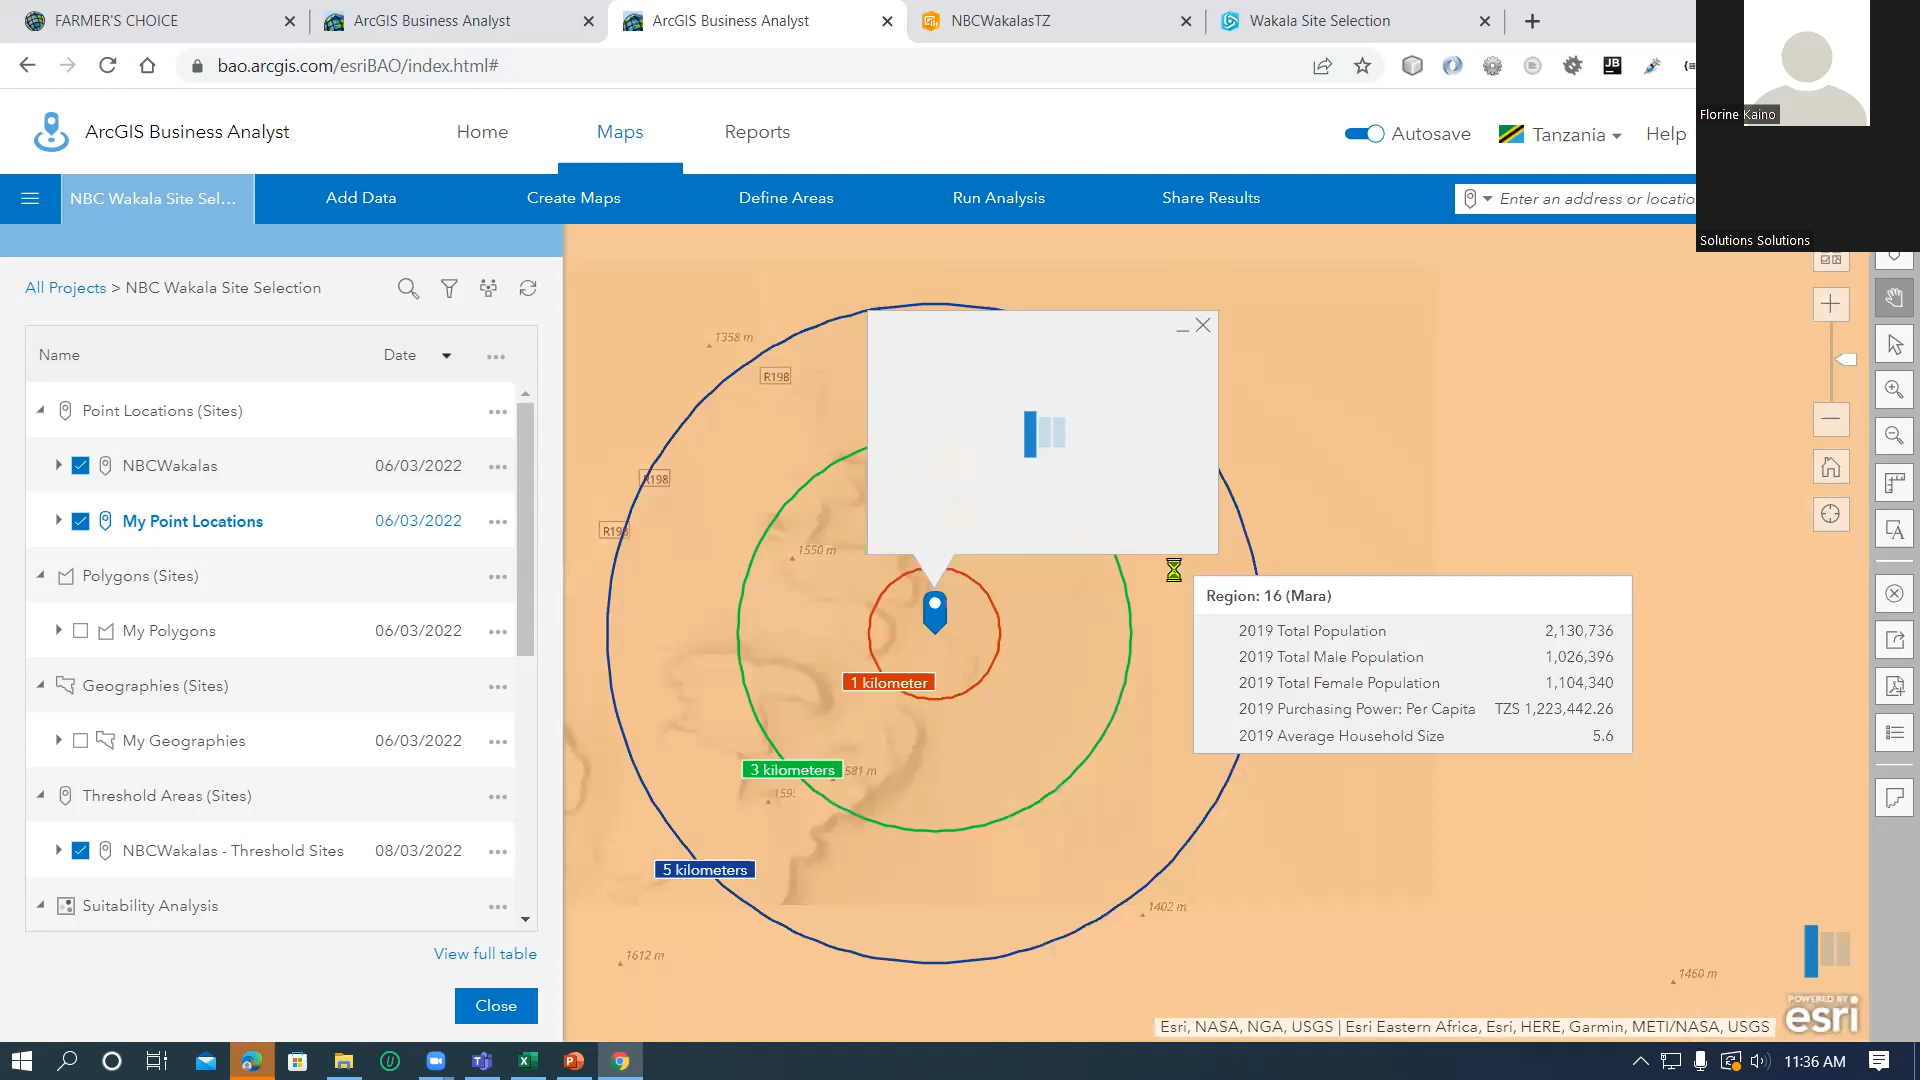 FARMER'S CHOICE
ArcGIS Business Analyst
ArcGIS Business Analyst
NBCWakalasTZ
Wakala Site Selection
bao.arcgis.com/esriBAO/index.html#
JB
Florine Kaino
Solutions Solutions
ArcGIS Business Analyst
Home
Maps
Reports
Autosave
Tanzania
Help
NBC Wakala Site Sel...
Add Data
Create Maps
Define Areas
Run Analysis
Share Results
Enter an address or locatio
All Projects > NBC Wakala Site Selection
Name
Date
Point Locations (Sites)
NBCWakalas 06/03/2022
My Point Locations 06/03/2022
Polygons (Sites)
My Polygons 06/03/2022
Geographies (Sites)
My Geographies 06/03/2022
Threshold Areas (Sites)
NBCWakalas - Threshold Sites 08/03/2022
Suitability Analysis
View full table
Close
1358 m
R198
R198
R198
1550 m
1 kilometer
3 kilometers
581 m
159
5 kilometers
1612 m
1402 m
1460 m
Region: 16 (Mara)
2019 Total Population 2,130,736
2019 Total Male Population 1,026,396
2019 Total Female Population 1,104,340
2019 Purchasing Power: Per Capita TZS 1,223,442.26
2019 Average Household Size 5.6
POWERED BY
esri
Esri, NASA, NGA, USGS | Esri Eastern Africa, Esri, HERE, Garmin, METI/NASA, USGS
11:36 AM